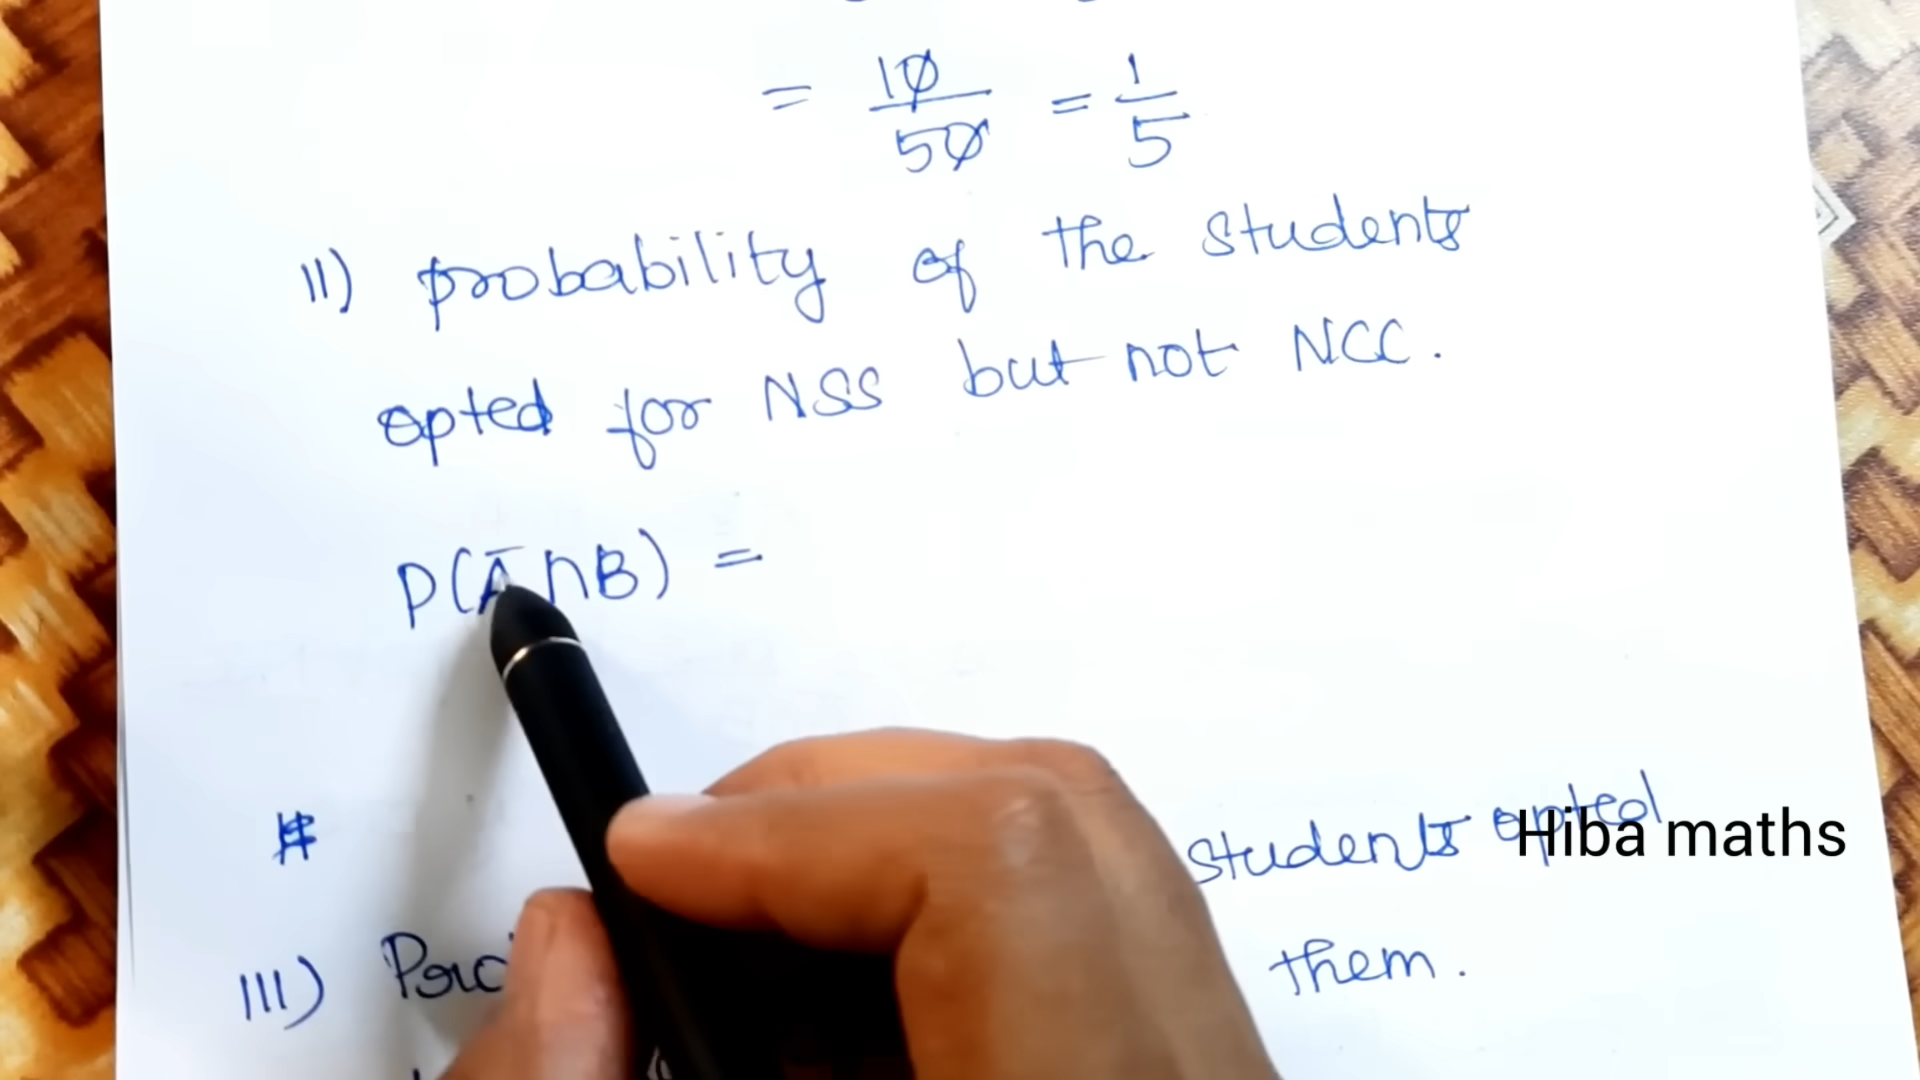 = 10/50 = 1/5
II) probability of the students
opted for NSS but not NCC.
P(A̅∩B) =
students opted
Hiba maths
III) them.